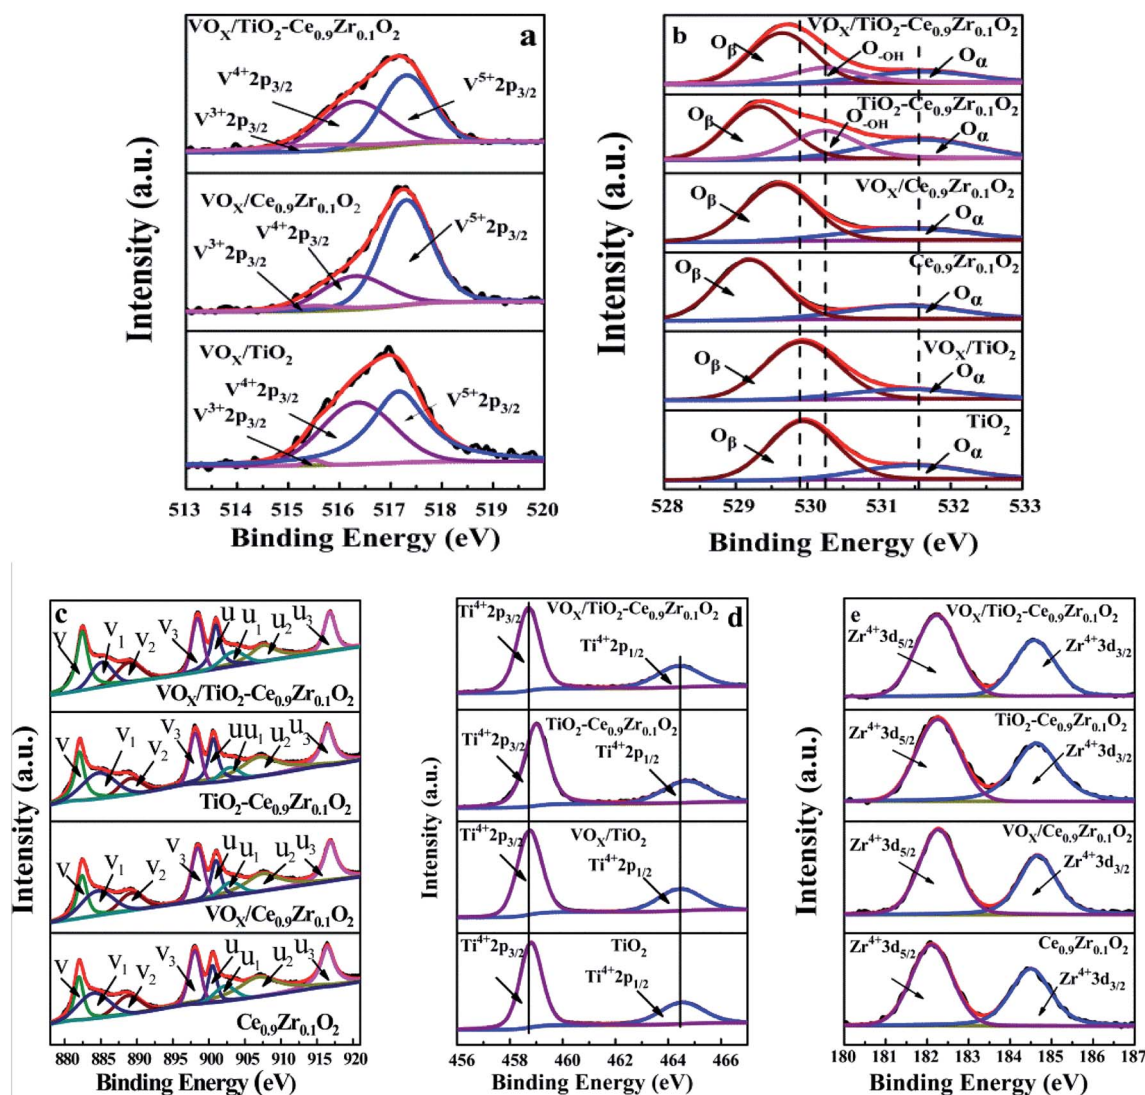 VOX/TiO2-Ce0.9Zr0.1O2
a
V4+2p3/2
V5+2p3/2
V3+2p3/2
VOX/Ce0.9Zr0.1O2
V4+2p3/2
V3+2p3/2
V5+2p3/2
VOX/TiO2
V4+2p3/2
V5+2p3/2
V3+2p3/2
Intensity (a.u.)
513 514 515 516 517 518 519 520
Binding Energy (eV)
b
VOX/TiO2-Ce0.9Zr0.1O2
Oβ
O-OH
Oα
TiO2-Ce0.9Zr0.1O2
Oβ
O-OH
Oα
VOX/Ce0.9Zr0.1O2
Oβ
Oα
Ce0.9Zr0.1O2
Oβ
Oα
VOX/TiO2
Oβ
Oα
TiO2
Oβ
Oα
Intensity (a.u.)
528 529 530 531 532 533
Binding Energy (eV)
c
v v1 v2 v3 u u1 u2 u3
VOX/TiO2-Ce0.9Zr0.1O2
v v1 v2 v3 u u1 u2 u3
TiO2-Ce0.9Zr0.1O2
v v1 v2 v3 u u1 u2 u3
VOX/Ce0.9Zr0.1O2
v v1 v2 v3 u u1 u2 u3
Ce0.9Zr0.1O2
Intensity (a.u.)
880 885 890 895 900 905 910 915 920
Binding Energy (eV)
d
Ti4+2p3/2
VOX/TiO2-Ce0.9Zr0.1O2
Ti4+2p1/2
TiO2-Ce0.9Zr0.1O2
Ti4+2p3/2
Ti4+2p1/2
Ti4+2p3/2
VOX/TiO2
Ti4+2p1/2
Ti4+2p3/2
TiO2
Ti4+2p1/2
Intensity (a.u.)
456 458 460 462 464 466
Binding Energy (eV)
e
VOX/TiO2-Ce0.9Zr0.1O2
Zr4+3d5/2
Zr4+3d3/2
TiO2-Ce0.9Zr0.1O2
Zr4+3d5/2
Zr4+3d3/2
VOX/Ce0.9Zr0.1O2
Zr4+3d5/2
Zr4+3d3/2
Ce0.9Zr0.1O2
Zr4+3d5/2
Zr4+3d3/2
Intensity (a.u.)
180 181 182 183 184 185 186 187
Binding Energy (eV)